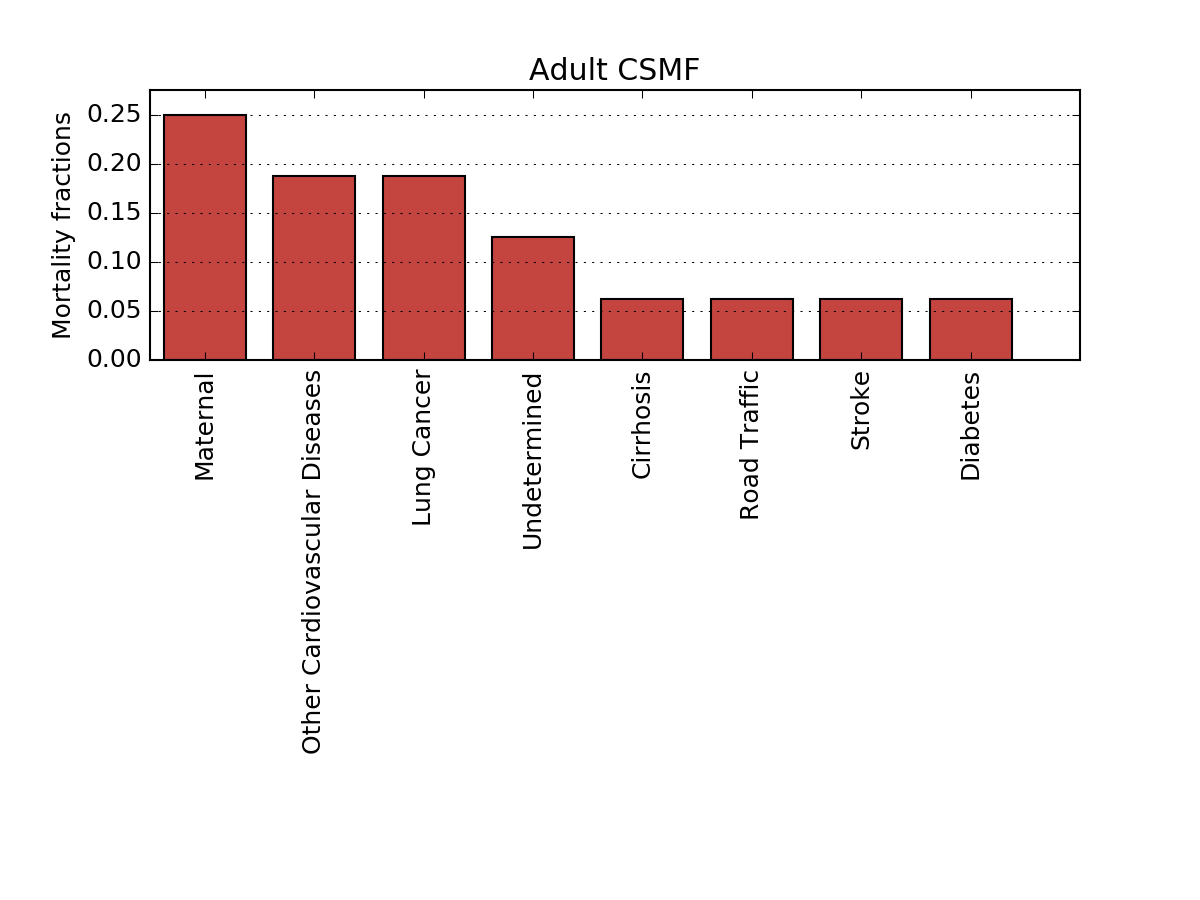 Adult CSMF
Mortality fractions
0.25
0.20
0.15
0.10
0.05
0.00
Maternal
Other Cardiovascular Diseases
Lung Cancer
Undetermined
Cirrhosis
Road Traffic
Stroke
Diabetes